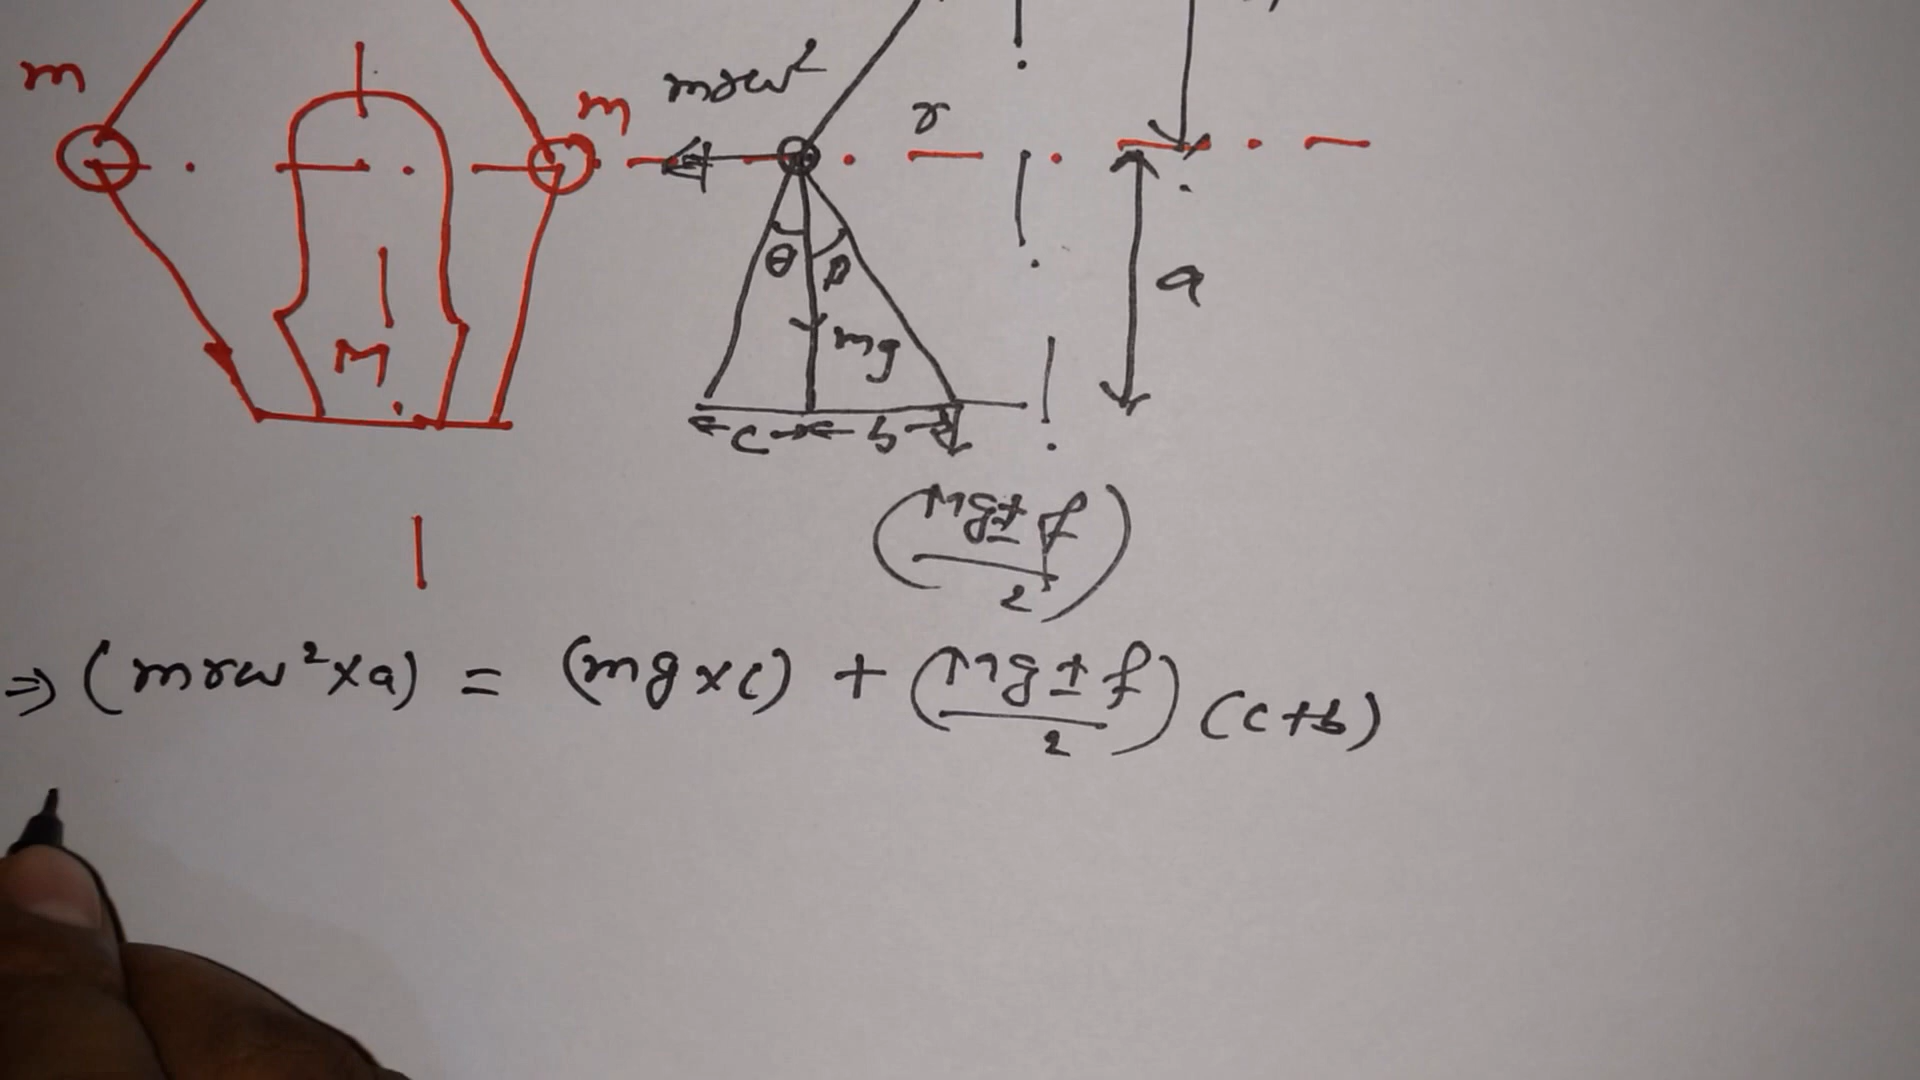 m
m
mrω²
r
θ
β
mg
a
M
c
b
(Mg ± f / 2)
⇒ (mrω² × a) = (mg × c) + (Mg ± f / 2) (c + b)